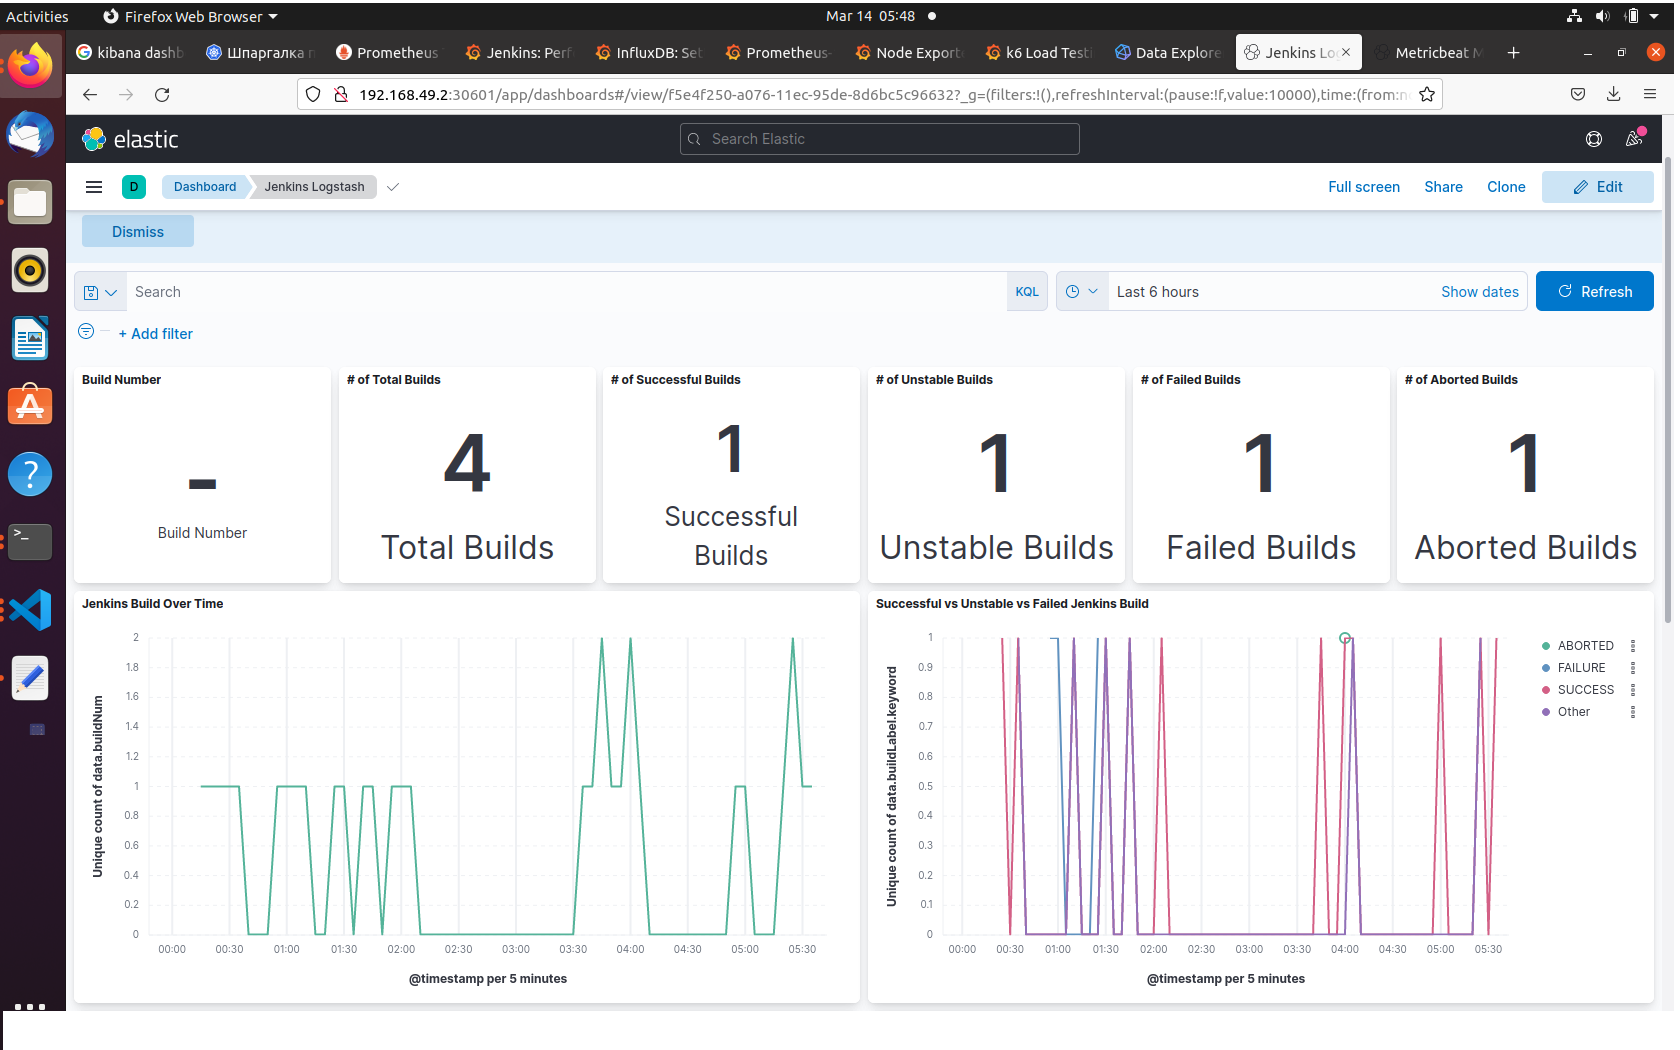 Activities
Firefox Web Browser
Mar 14 05:48
kibana dashb
Шпаргалка п
Prometheus
Jenkins: Perf
InfluxDB: Set
Prometheus-
Node Exporte
k6 Load Testi
Data Explore
Jenkins Log
Metricbeat M
192.168.49.2:30601/app/dashboards#/view/f5e4f250-a076-11ec-95de-8d6bc5c96632?_g=(filters:!(),refreshInterval:(pause:!f,value:10000),time:(from:n
elastic
Search Elastic
D
Dashboard
Jenkins Logstash
Full screen
Share
Clone
Edit
Dismiss
Search
KQL
Last 6 hours
Show dates
Refresh
+ Add filter
Build Number
-
Build Number
# of Total Builds
4
Total Builds
# of Successful Builds
1
Successful
Builds
# of Unstable Builds
1
Unstable Builds
# of Failed Builds
1
Failed Builds
# of Aborted Builds
1
Aborted Builds
Jenkins Build Over Time
Unique count of data.buildNum
2
1.8
1.6
1.4
1.2
1
0.8
0.6
0.4
0.2
0
00:00 00:30 01:00 01:30 02:00 02:30 03:00 03:30 04:00 04:30 05:00 05:30
@timestamp per 5 minutes
Successful vs Unstable vs Failed Jenkins Build
Unique count of data.buildLabel.keyword
1
0.9
0.8
0.7
0.6
0.5
0.4
0.3
0.2
0.1
0
00:00 00:30 01:00 01:30 02:00 02:30 03:00 03:30 04:00 04:30 05:00 05:30
@timestamp per 5 minutes
ABORTED
FAILURE
SUCCESS
Other